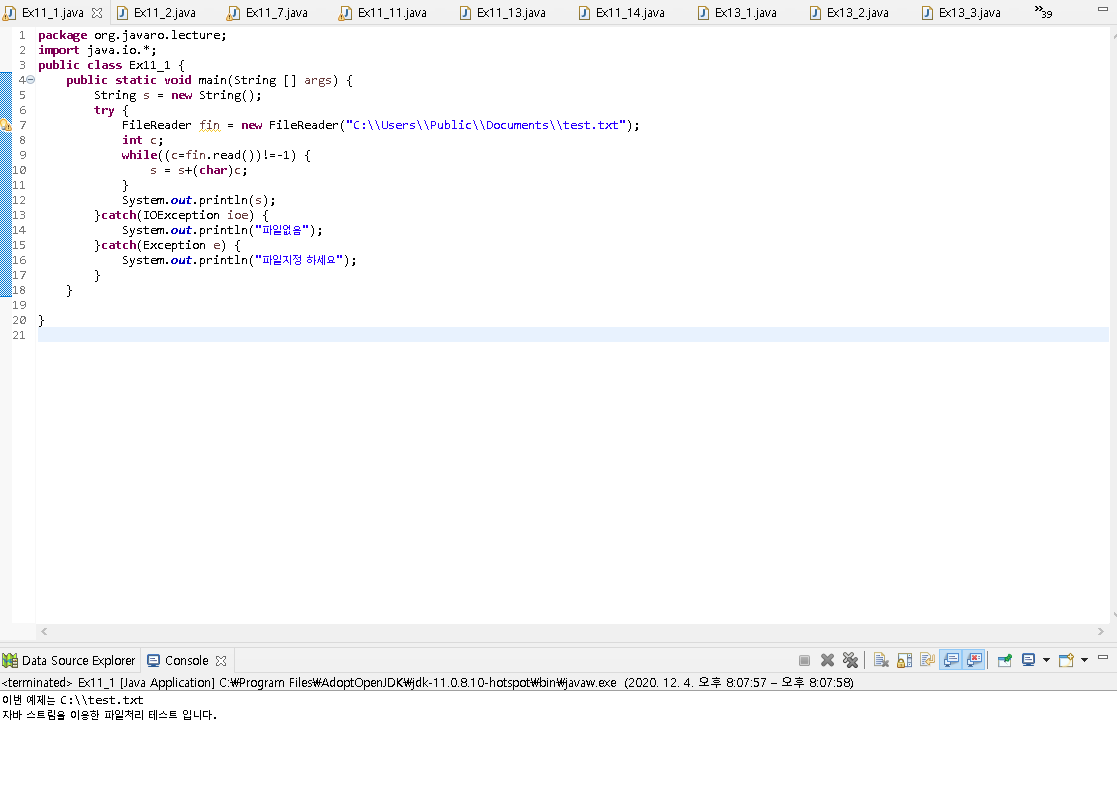 Ex11_1.java Ex11_2.java Ex11_7.java Ex11_11.java Ex11_13.java Ex11_14.java Ex13_1.java Ex13_2.java Ex13_3.java »39
1 package org.javaro.lecture;
2 import java.io.*;
3 public class Ex11_1 {
4 public static void main(String [] args) {
5 String s = new String();
6 try {
7 FileReader fin = new FileReader("C:\\Users\\Public\\Documents\\test.txt");
8 int c;
9 while((c=fin.read())!=-1) {
10 s = s+(char)c;
11 }
12 System.out.println(s);
13 }catch(IOException ioe) {
14 System.out.println("파일없음");
15 }catch(Exception e) {
16 System.out.println("파일지정 하세요");
17 }
18 }
19
20 }
21
Data Source Explorer Console
<terminated> Ex11_1 [Java Application] C:₩Program Files₩AdoptOpenJDK₩jdk-11.0.8.10-hotspot₩bin₩javaw.exe (2020. 12. 4. 오후 8:07:57 – 오후 8:07:58)
이번 예제는 C:\\test.txt
자바 스트림을 이용한 파일처리 테스트 입니다.